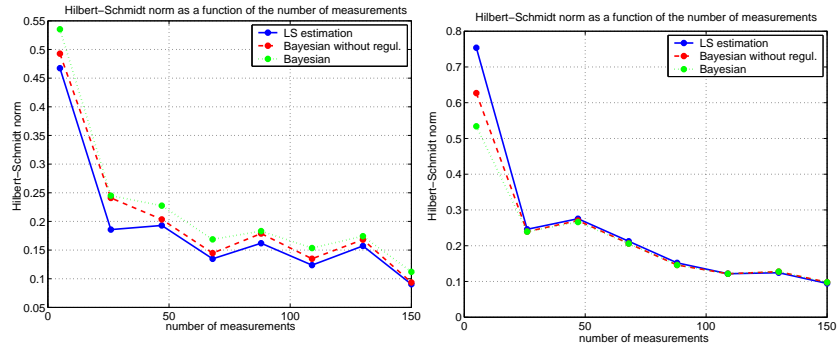 Hilbert−Schmidt norm as a function of the number of measurements
0.55
0.5
0.45
0.4
0.35
0.3
0.25
0.2
0.15
0.1
0.05
Hilbert−Schmidt norm
LS estimation
Bayesian without regul.
Bayesian
0
50
100
150
number of measurements
Hilbert−Schmidt norm as a function of the number of measurements
0.8
0.7
0.6
0.5
0.4
0.3
0.2
0.1
0
Hilbert−Schmidt norm
LS estimation
Bayesian without regul.
Bayesian
0
50
100
150
number of measurements